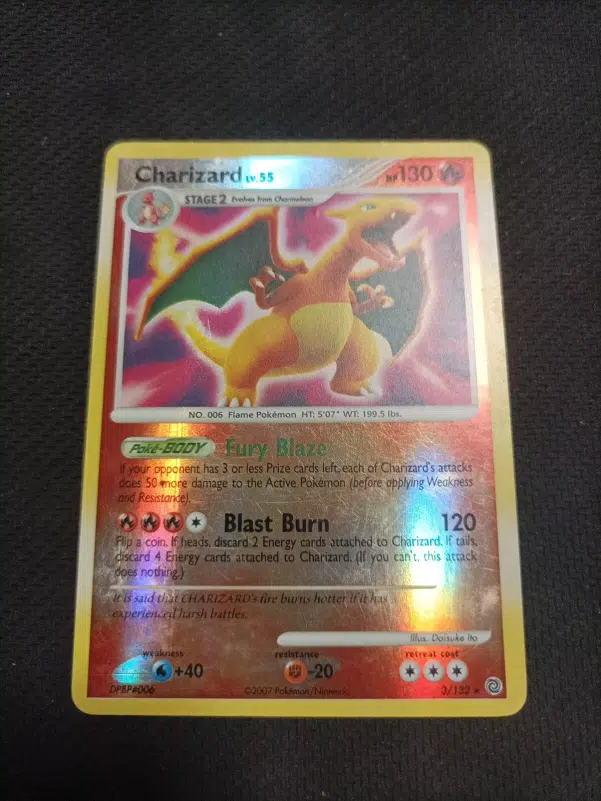 Charizard LV.55 HP130
STAGE2 Evolves from Charmeleon
NO. 006 Flame Pokémon HT: 5'07" WT: 199.5 lbs.
Poké-BODY Fury Blaze
If your opponent has 3 or less Prize cards left, each of Charizard's attacks
does 50 more damage to the Active Pokémon (before applying Weakness
and Resistance).
Blast Burn 120
Flip a coin. If heads, discard 2 Energy cards attached to Charizard. If tails,
discard 4 Energy cards attached to Charizard. (If you can't, this attack
does nothing.)
It is said that CHARIZARD's fire burns hotter if it has
experienced harsh battles.
Illus. Daisuke Ito
weakness resistance retreat cost
+40 -20
DPBP#006 ©2007 Pokémon/Nintendo 3/132 ★